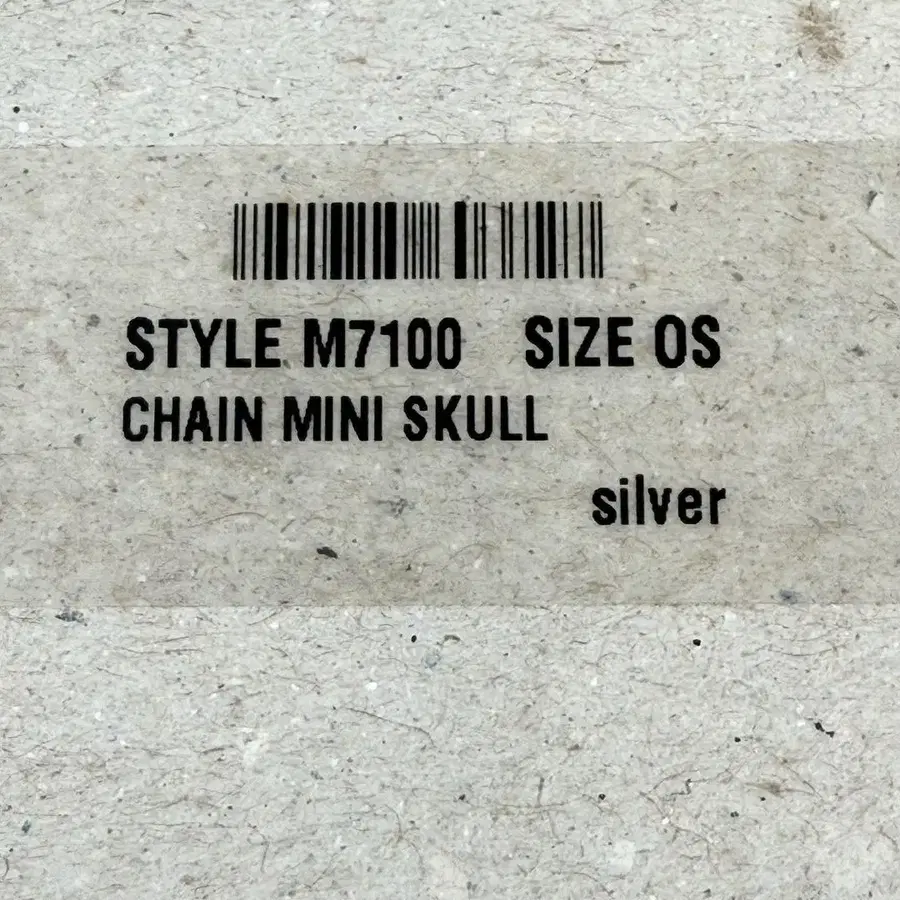 STYLE M7100 SIZE OS
CHAIN MINI SKULL
silver